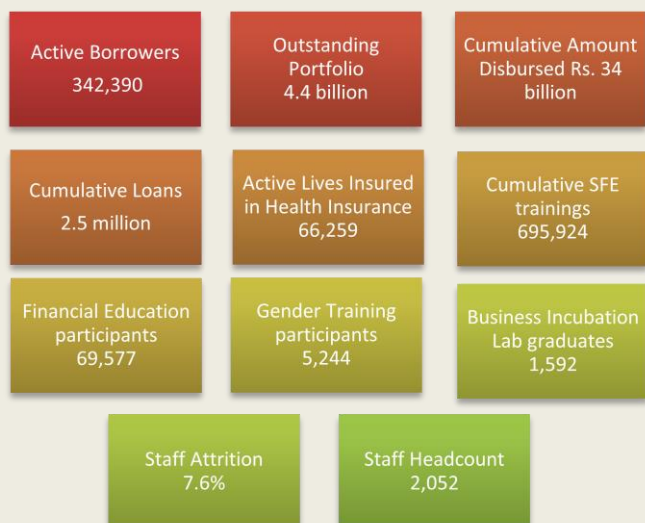 Active Borrowers
342,390
Outstanding
Portfolio
4.4 billion
Cumulative Amount
Disbursed Rs. 34
billion
Cumulative Loans
2.5 million
Active Lives Insured
in Health Insurance
66,259
Cumulative SFE
trainings
695,924
Financial Education
participants
69,577
Gender Training
participants
5,244
Business Incubation
Lab graduates
1,592
Staff Attrition
7.6%
Staff Headcount
2,052